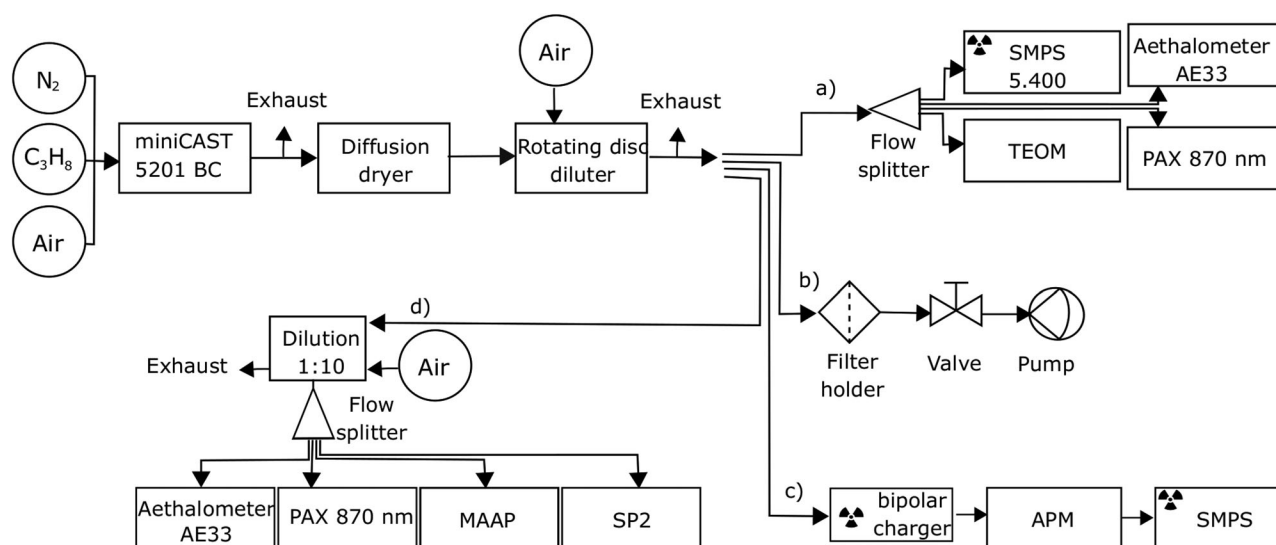 N₂
C₃H₈
Air
miniCAST
5201 BC
Exhaust
Diffusion
dryer
Air
Rotating disc
diluter
Exhaust
a)
Flow
splitter
SMPS
5.400
Aethalometer
AE33
TEOM
PAX 870 nm
b)
Filter
holder
Valve
Pump
c)
bipolar
charger
APM
SMPS
d)
Dilution
1:10
Exhaust
Air
Flow
splitter
Aethalometer
AE33
PAX 870 nm
MAAP
SP2